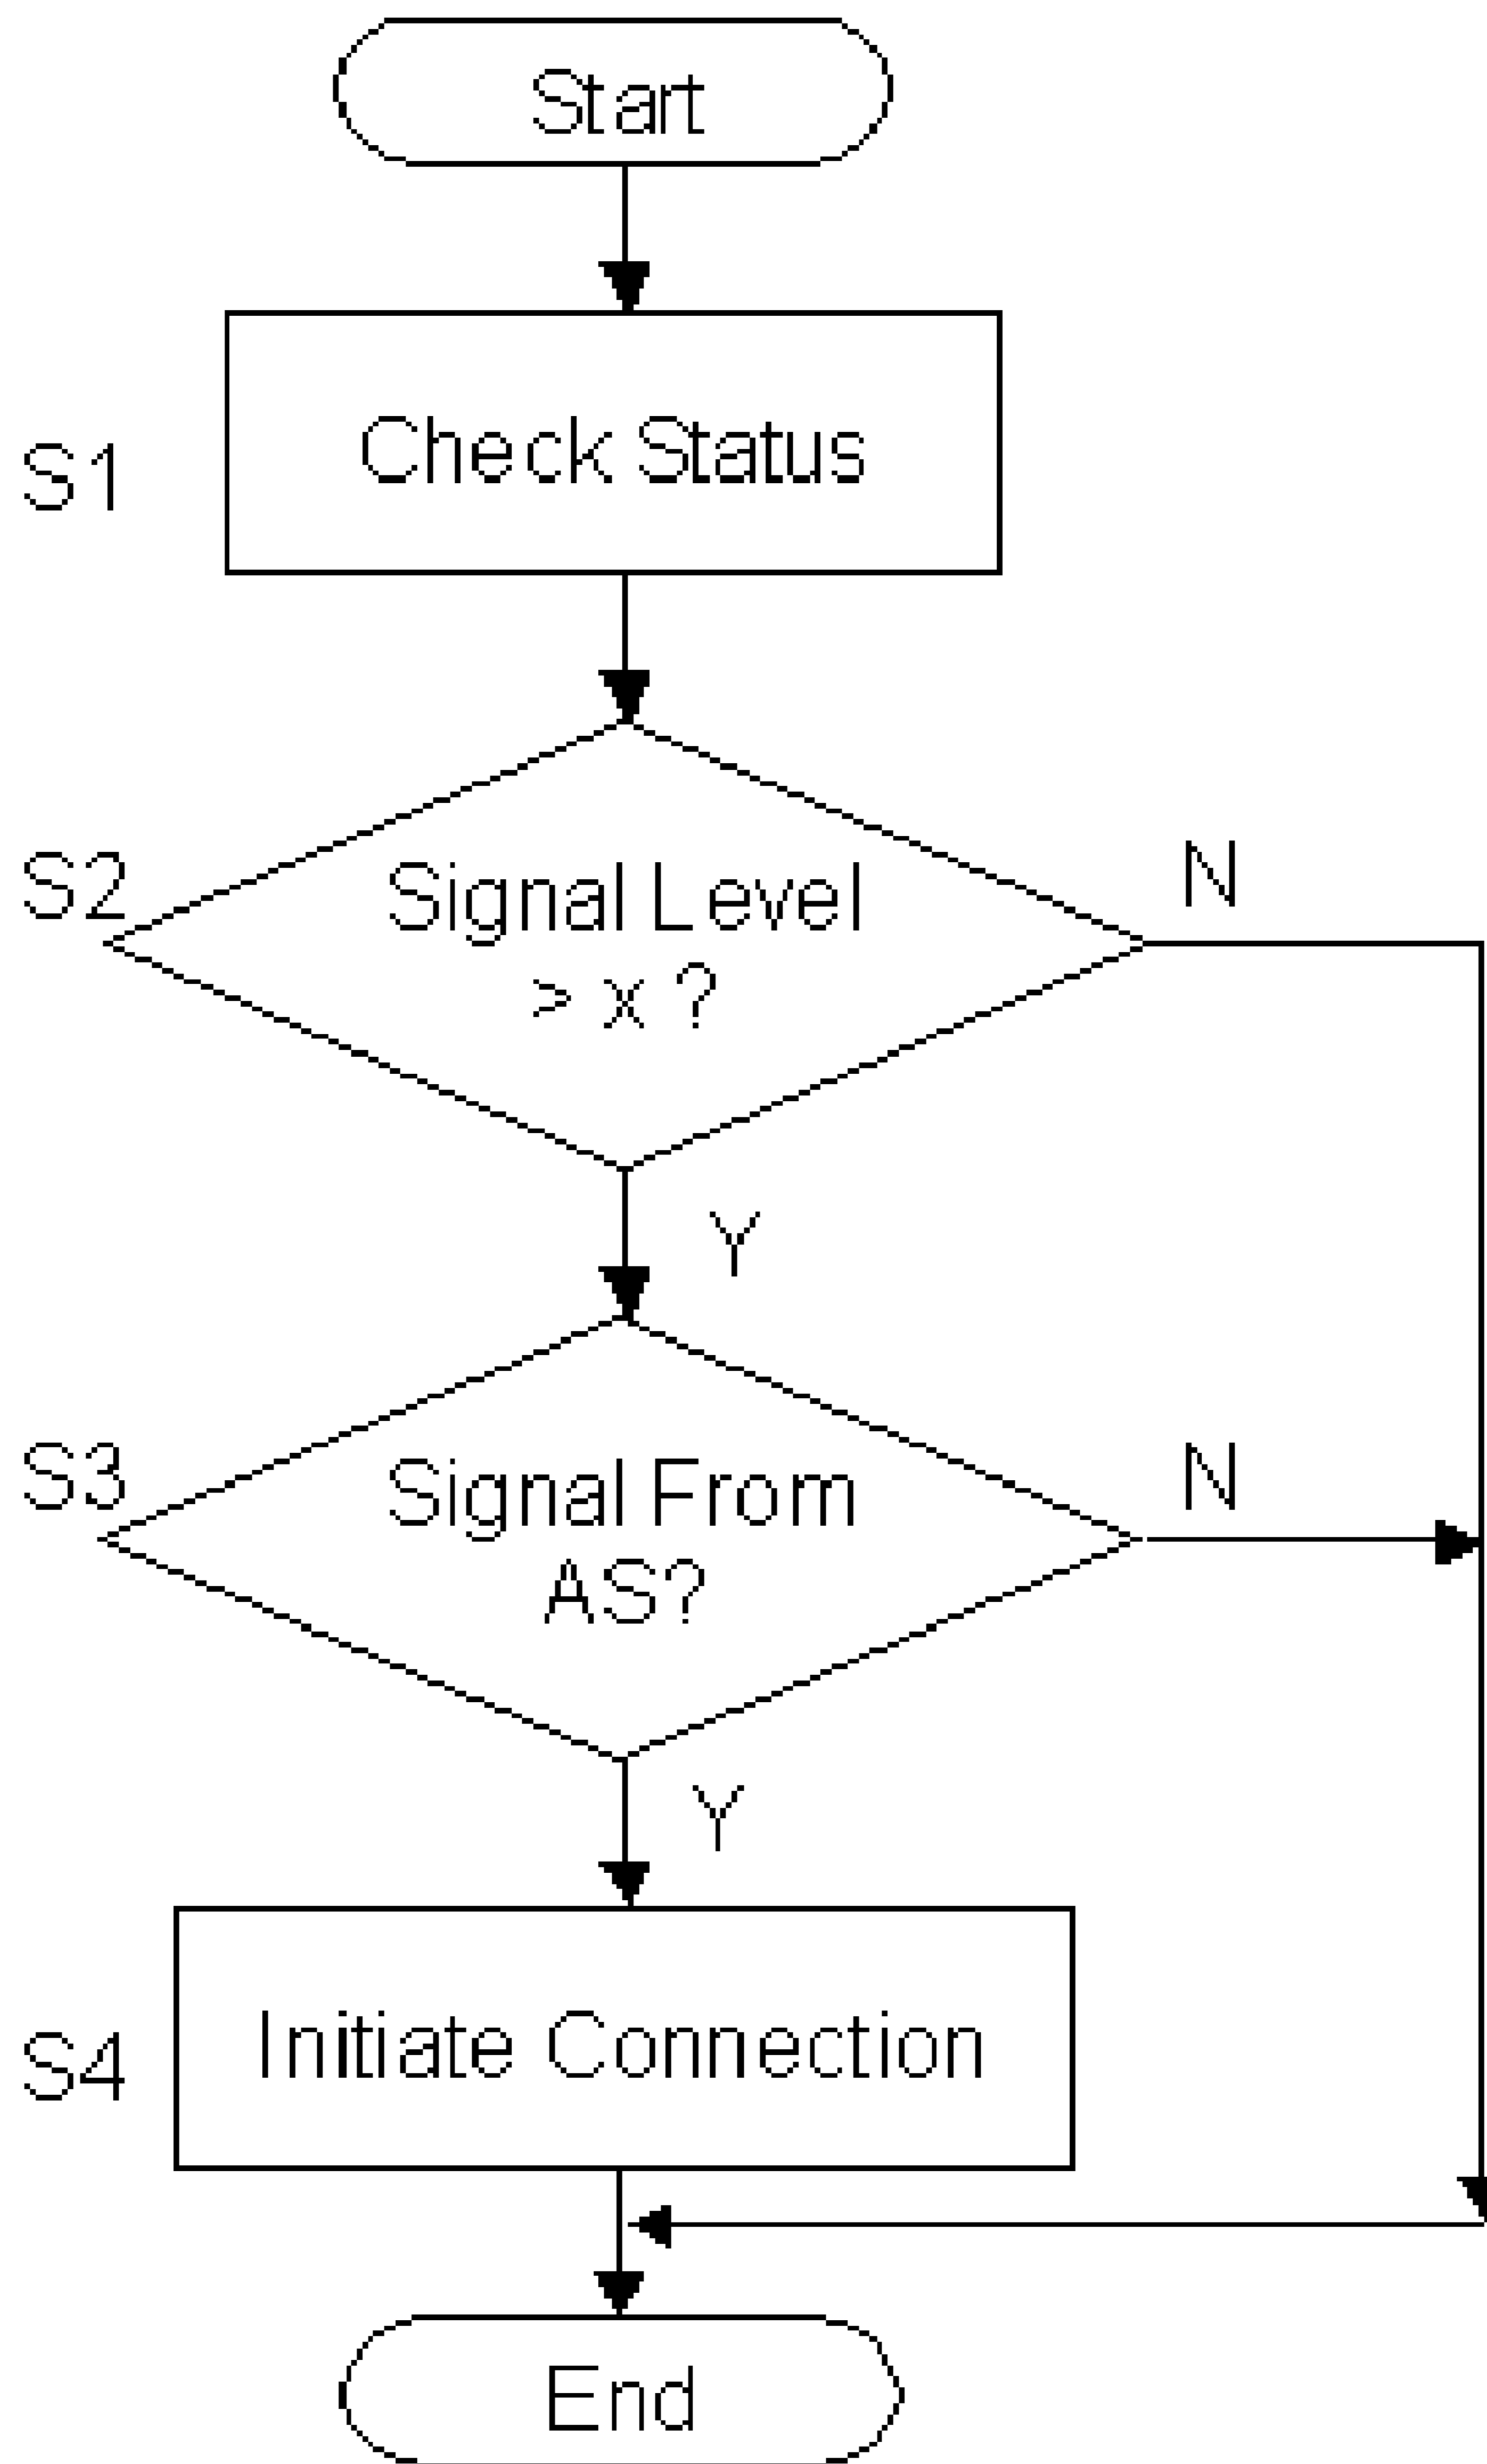 Start
S1
Check Status
S2
Signal Level
> x ?
N
Y
S3
Signal From
AS?
N
Y
S4
Initiate Connection
End